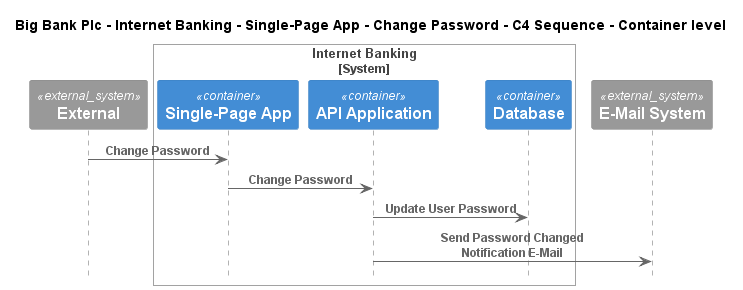 Big Bank Plc - Internet Banking - Single-Page App - Change Password - C4 Sequence - Container level
Internet Banking
[System]
«external_system»
External
«container»
Single-Page App
«container»
API Application
«container»
Database
«external_system»
E-Mail System
Change Password
Change Password
Update User Password
Send Password Changed
Notification E-Mail